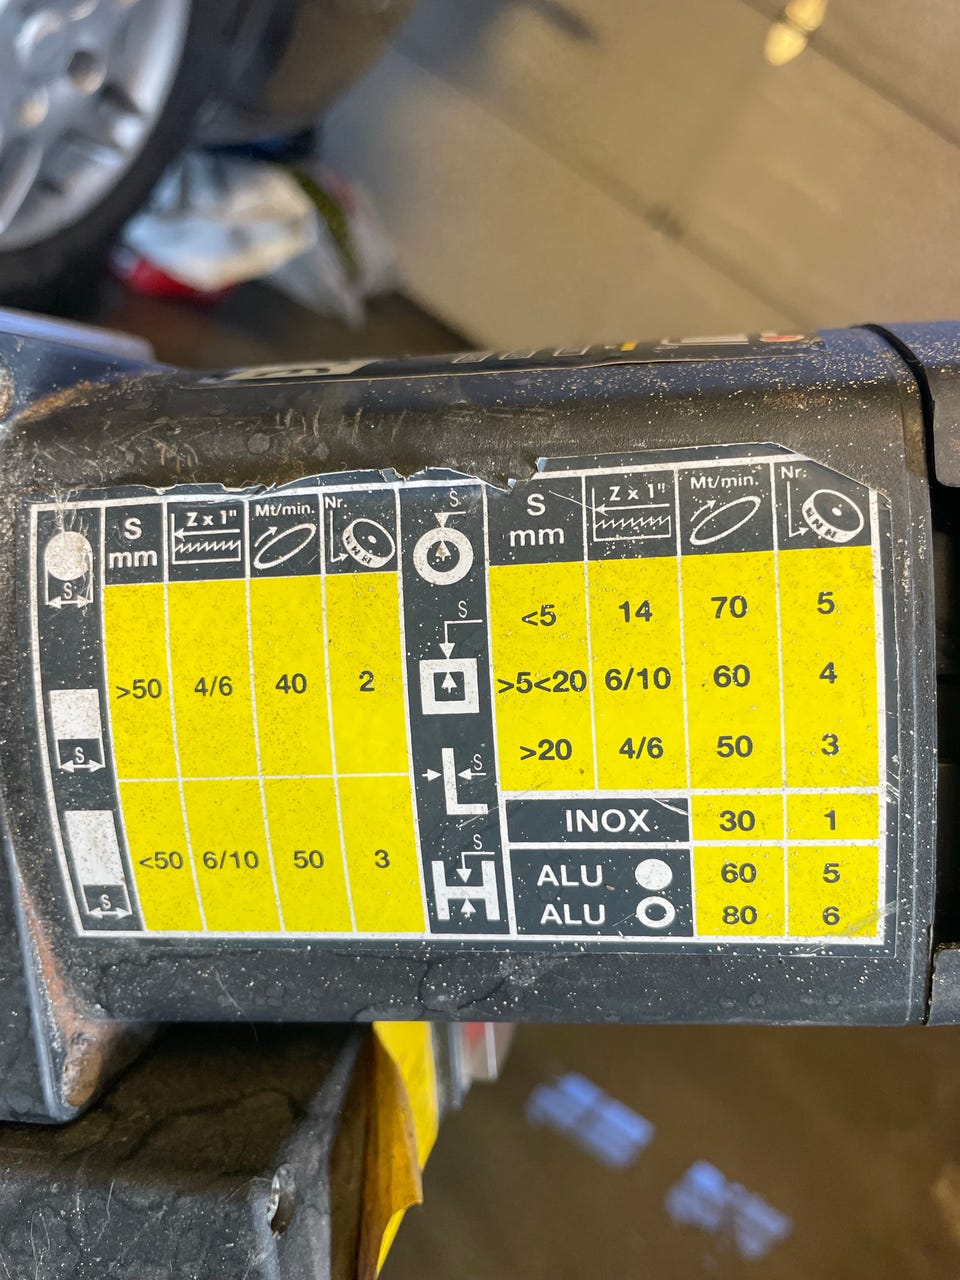 S mm Z x 1" Mt/min. Nr.
S
>50 4/6 40 2
S
<50 6/10 50 3
S
S
S
S
S
S mm Z x 1" Mt/min. Nr.
<5 14 70 5
>5<20 6/10 60 4
>20 4/6 50 3
INOX 30 1
ALU 60 5
ALU 80 6